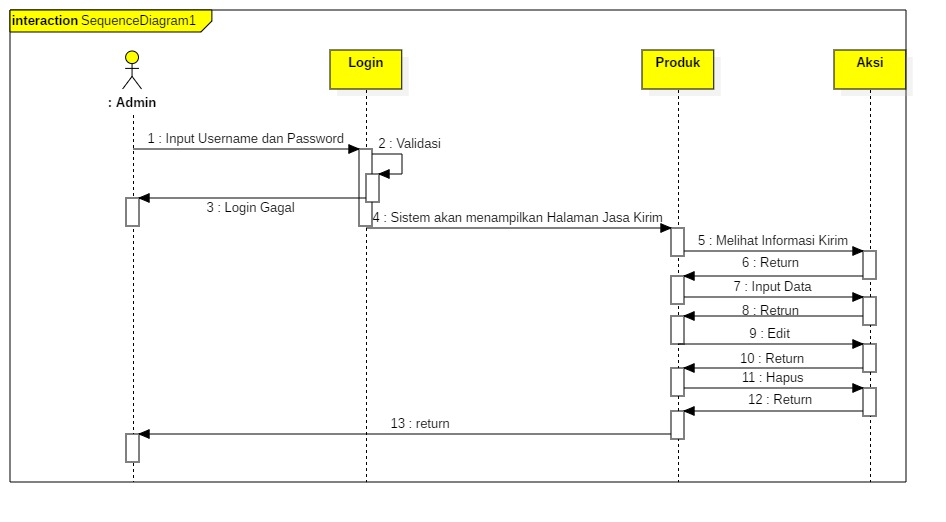 interaction SequenceDiagram1
Login
Produk
Aksi
: Admin
1 : Input Username dan Password
2 : Validasi
3 : Login Gagal
4 : Sistem akan menampilkan Halaman Jasa Kirim
5 : Melihat Informasi Kirim
6 : Return
7 : Input Data
8 : Retrun
9 : Edit
10 : Return
11 : Hapus
12 : Return
13 : return